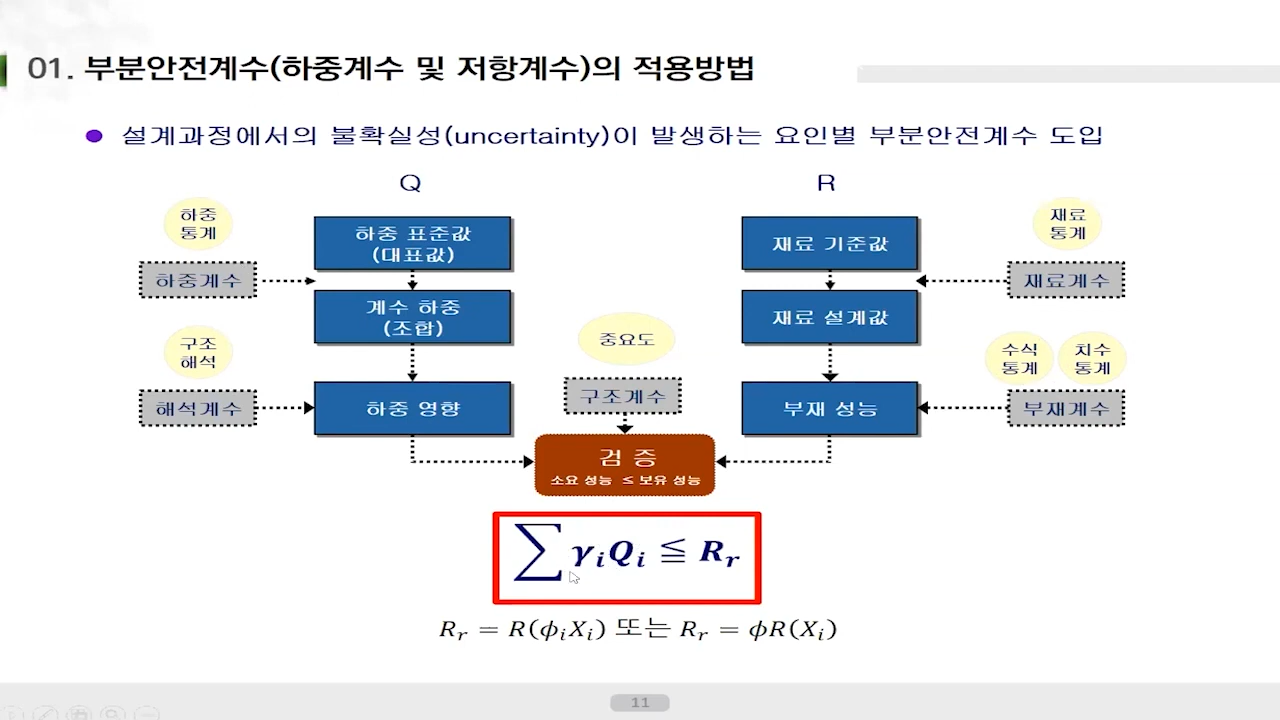 01. 부분안전계수(하중계수 및 저항계수)의 적용방법
설계과정에서의 불확실성(uncertainty)이 발생하는 요인별 부분안전계수 도입
Q
R
하중
통계
하중계수
하중 표준값
(대표값)
재료 기준값
재료
통계
재료계수
계수 하중
(조합)
재료 설계값
구조
해석
해석계수
하중 영향
중요도
구조계수
부재 성능
수식
통계
치수
통계
부재계수
검 증
소요 성능 ≤ 보유 성능
∑ γᵢQᵢ ≦ Rᵣ
Rᵣ = R(ϕᵢXᵢ) 또는 Rᵣ = ϕR(Xᵢ)
11